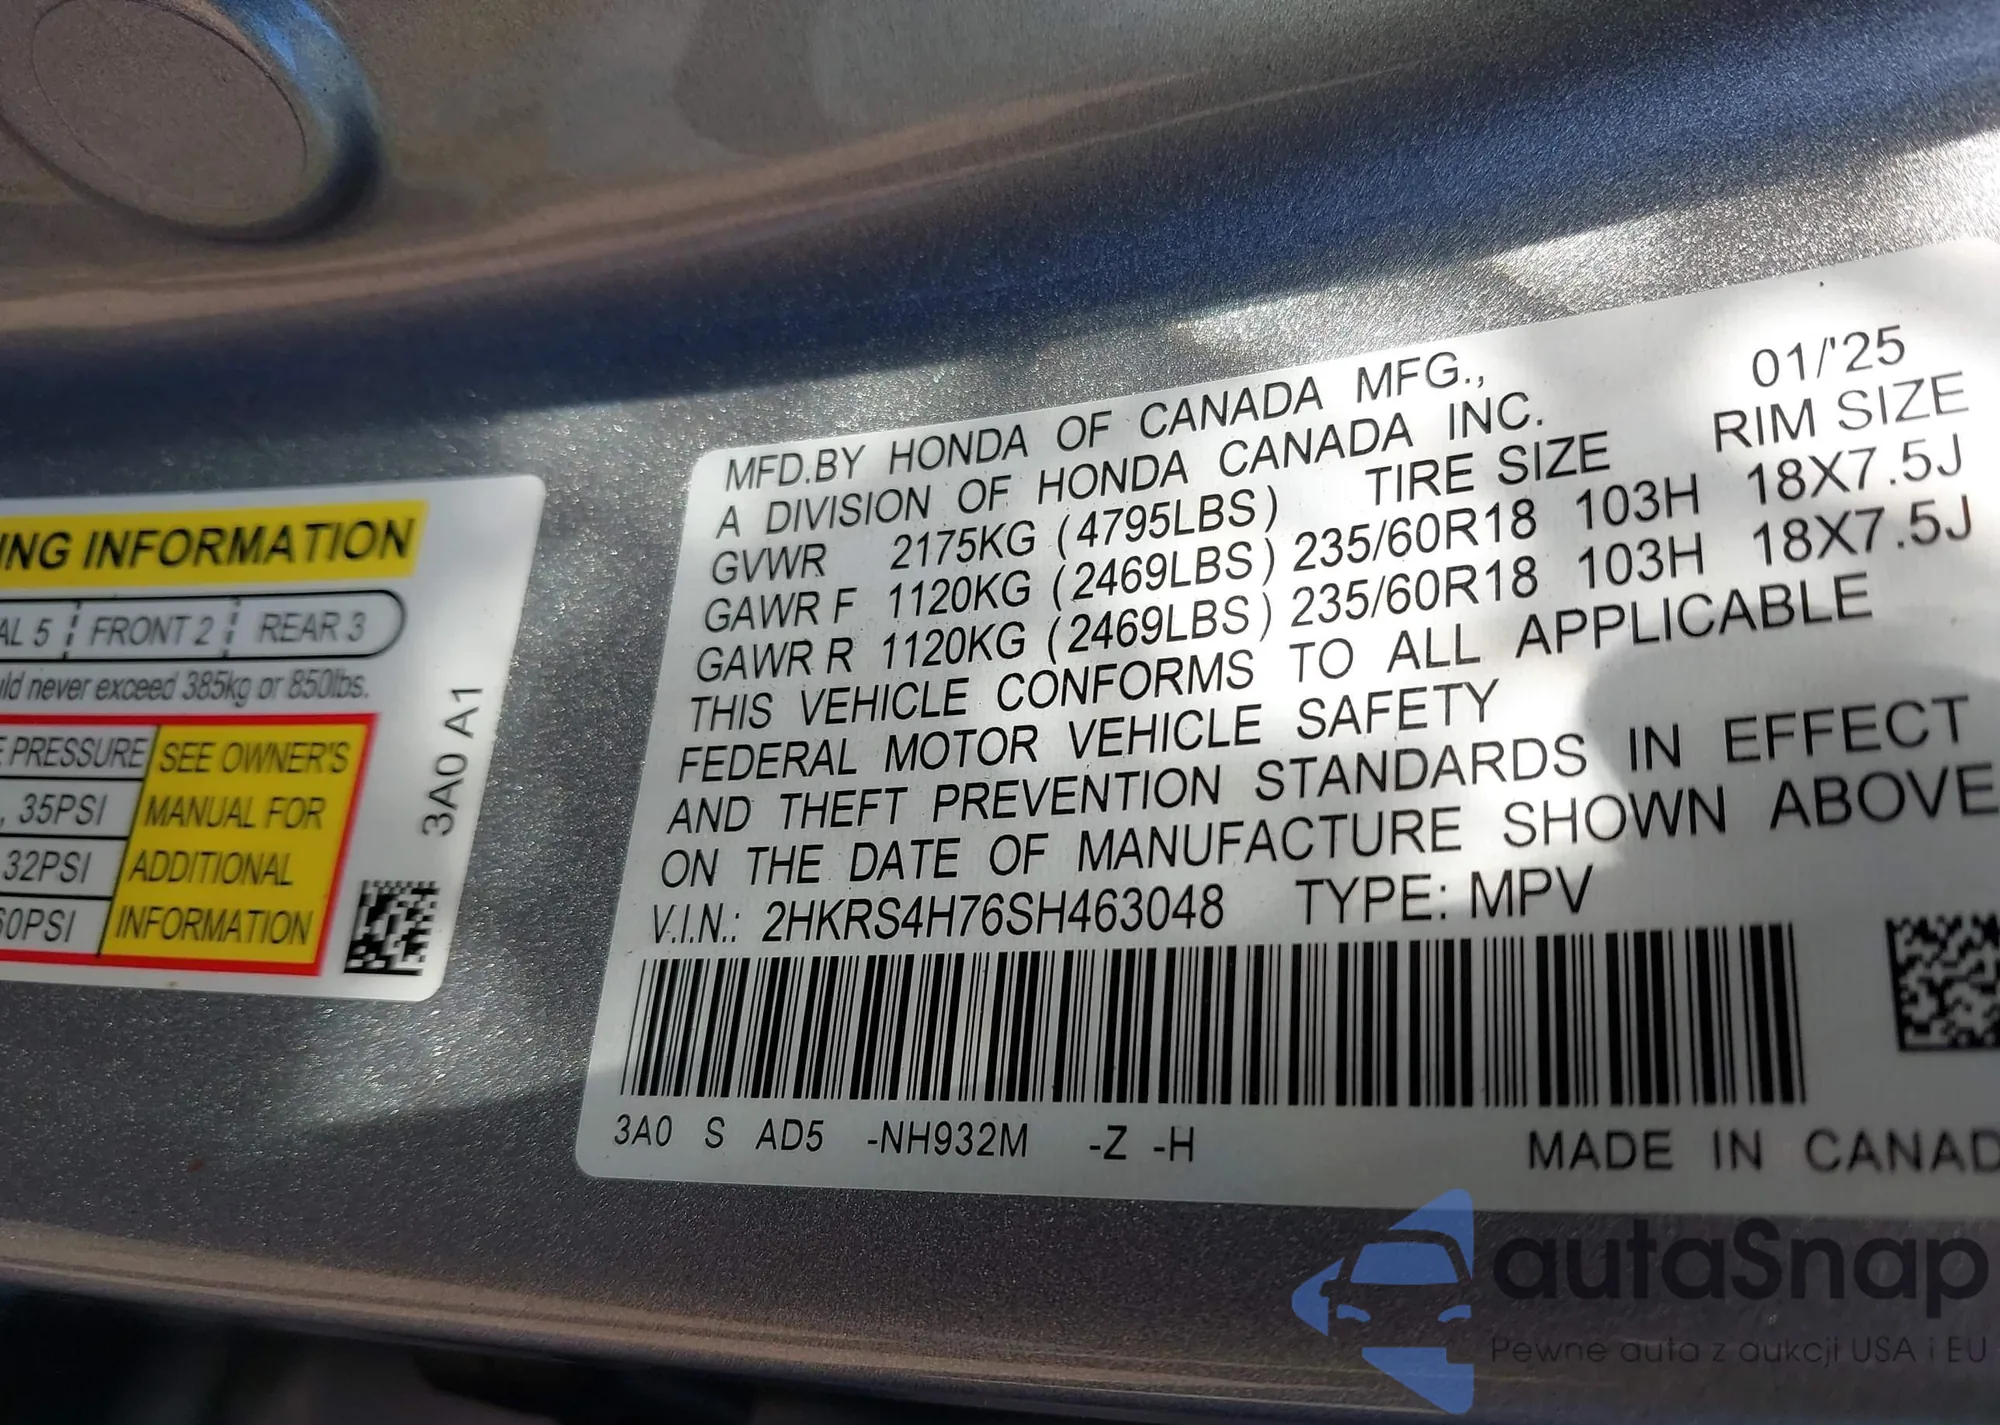 ING INFORMATION
AL 5 FRONT 2 REAR 3
never exceed 385kg or 850lbs.
PRESSURE SEE OWNER'S
, 35PSI MANUAL FOR
32PSI ADDITIONAL
60PSI INFORMATION
3A0 A1
MFD.BY HONDA OF CANADA MFG., 01/'25
A DIVISION OF HONDA CANADA INC.
TIRE SIZE RIM SIZE
GVWR 2175KG (4795LBS)
GAWR F 1120KG (2469LBS) 235/60R18 103H 18X7.5J
GAWR R 1120KG (2469LBS) 235/60R18 103H 18X7.5J
THIS VEHICLE CONFORMS TO ALL APPLICABLE
FEDERAL MOTOR VEHICLE SAFETY
AND THEFT PREVENTION STANDARDS IN EFFECT
ON THE DATE OF MANUFACTURE SHOWN ABOVE
V.I.N.: 2HKRS4H76SH463048 TYPE: MPV
3A0 S AD5 -NH932M -Z -H MADE IN CANAD
autaSnap
Pewne auta z aukcji USA i EU